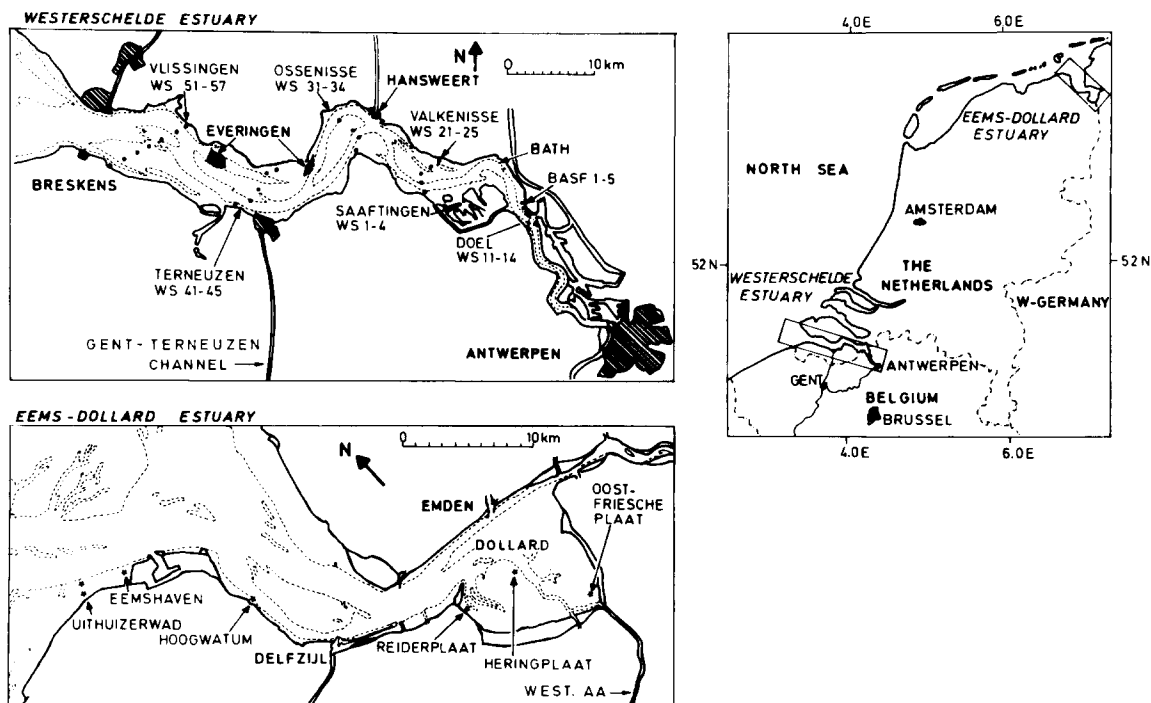 WESTERSCHELDE ESTUARY
VLISSINGEN
WS 51-57
OSSENISSE
WS 31-34
N
0 10km
HANSWEERT
EVERINGEN
VALKENISSE
WS 21-25
BATH
BRESKENS
BASF 1-5
SAAFTINGEN
WS 1-4
DOEL
WS 11-14
TERNEUZEN
WS 41-45
GENT-TERNEUZEN
CHANNEL
ANTWERPEN
EEMS-DOLLARD ESTUARY
0 10km
N
EMDEN
OOST-
FRIESCHE
PLAAT
DOLLARD
EEMSHAVEN
UITHUIZERWAD
HOOGWATUM
REIDERPLAAT
DELFZIJL
HERINGPLAAT
WEST. AA
4.0E 6.0E
EEMS-DOLLARD
ESTUARY
NORTH SEA
AMSTERDAM
52N 52N
THE
NETHERLANDS
WESTERSCHELDE
ESTUARY
W-GERMANY
ANTWERPEN
GENT
BELGIUM
BRUSSEL
4.0E 6.0E